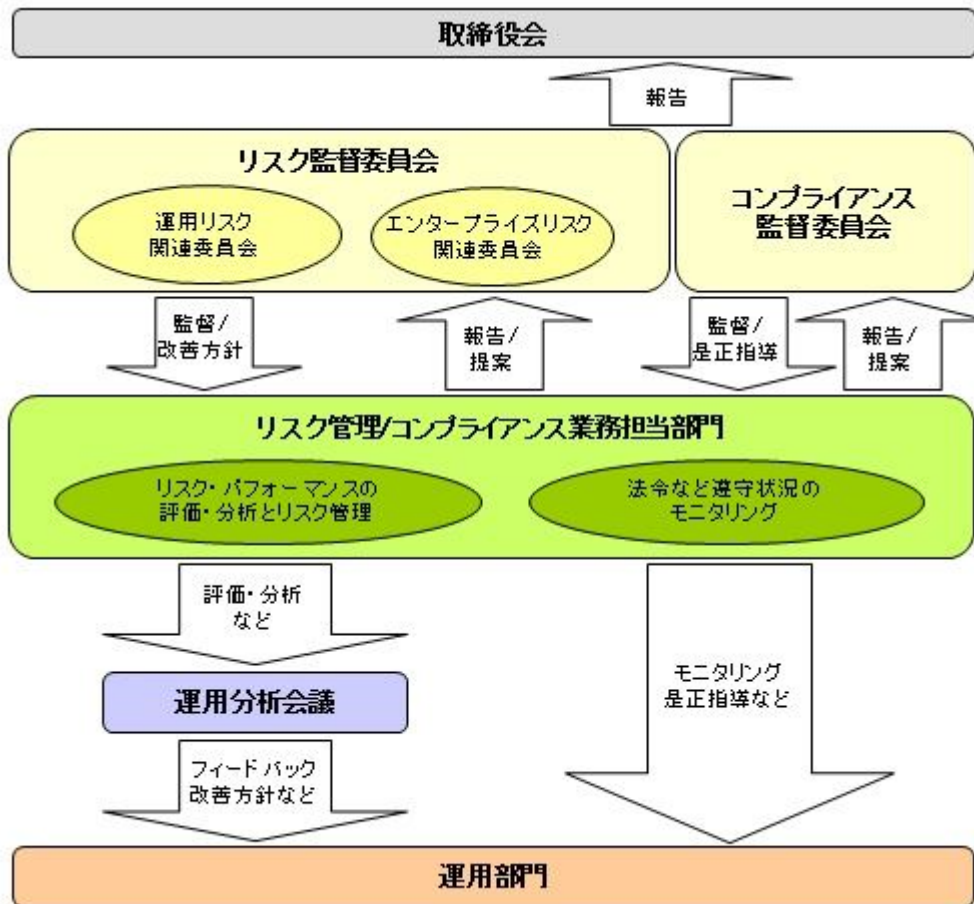 取締役会
報告
リスク監督委員会
運用リスク
関連委員会
エンタープライズリスク
関連委員会
コンプライアンス
監督委員会
監督/
改善方針
報告/
提案
監督/
是正指導
報告/
提案
リスク管理/コンプライアンス業務担当部門
リスク・パフォーマンスの
評価・分析とリスク管理
法令など遵守状況の
モニタリング
評価・分析
など
運用分析会議
モニタリング
是正指導など
フィードバック
改善方針など
運用部門